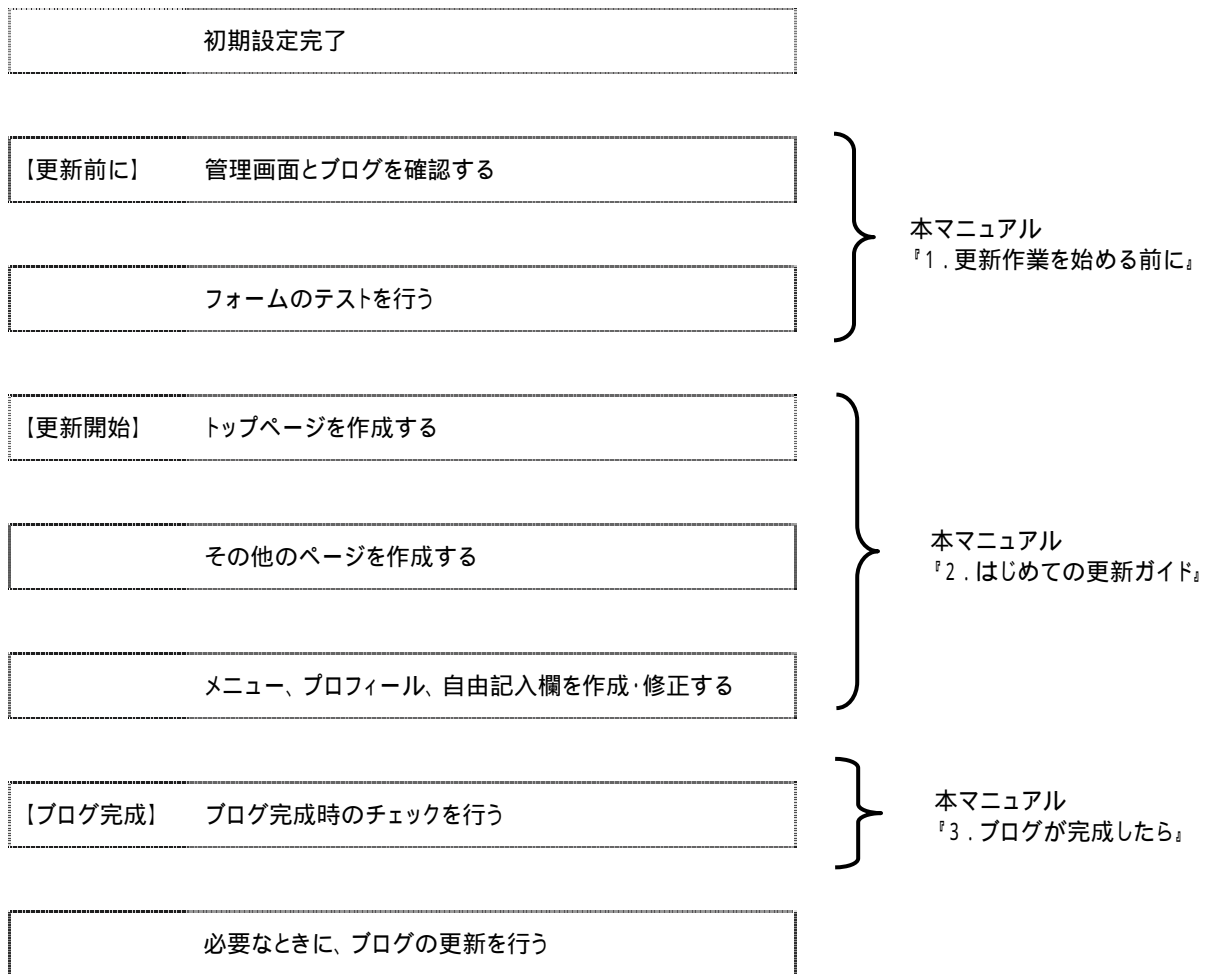 初期設定完了
【更新前に】 管理画面とブログを確認する
フォームのテストを行う
本マニュアル
『1.更新作業を始める前に』
【更新開始】 トップページを作成する
その他のページを作成する
メニュー、プロフィール、自由記入欄を作成・修正する
本マニュアル
『2.はじめての更新ガイド』
【ブログ完成】 ブログ完成時のチェックを行う
本マニュアル
『3.ブログが完成したら』
必要なときに、ブログの更新を行う